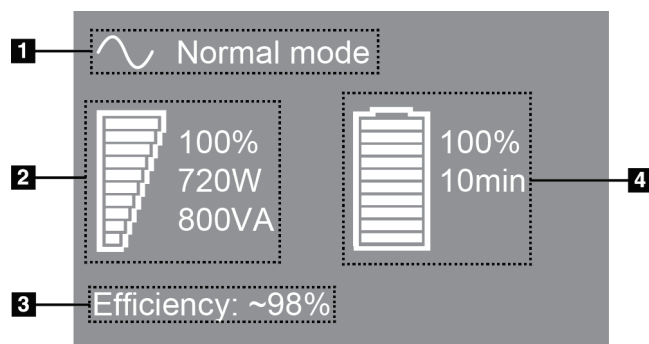 1 Normal mode
2
100%
720W
800VA
100%
10min
4
3 Efficiency: ~98%